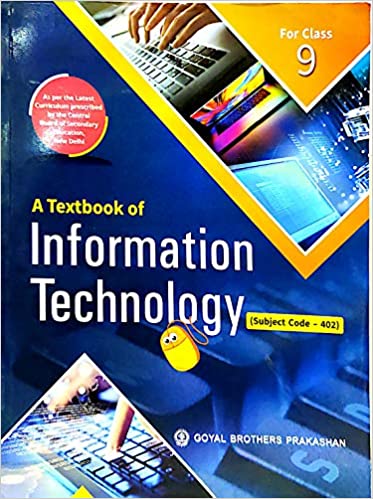 For Class
9
As per the Latest
Curriculum prescribed
by the Central
Board of Secondary
Education,
New Delhi
A Textbook of
Information
Technology
(Subject Code – 402)
GOYAL BROTHERS PRAKASHAN